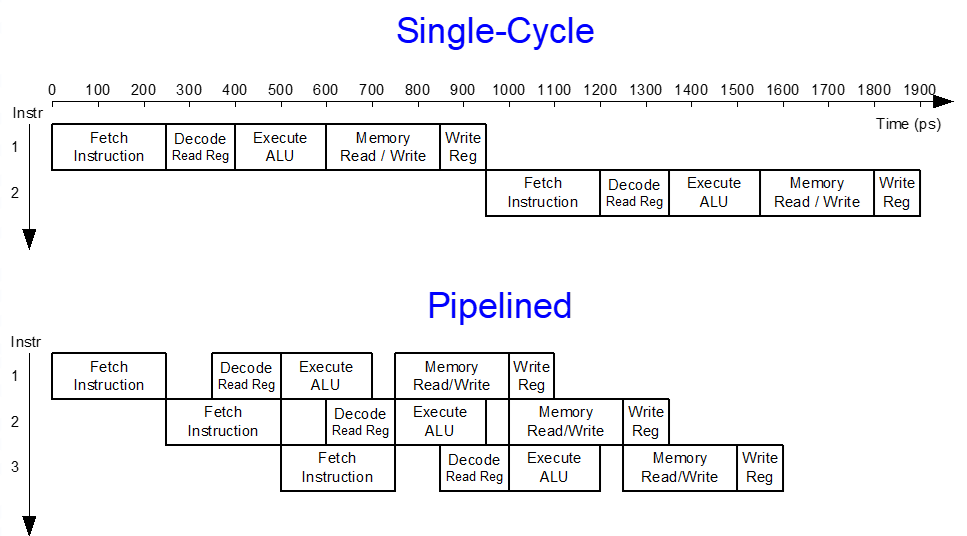 Single-Cycle
0 100 200 300 400 500 600 700 800 900 1000 1100 1200 1300 1400 1500 1600 1700 1800 1900
Instr
Time (ps)
1
Fetch
Instruction
Decode
Read Reg
Execute
ALU
Memory
Read / Write
Write
Reg
2
Fetch
Instruction
Decode
Read Reg
Execute
ALU
Memory
Read / Write
Write
Reg
Pipelined
Instr
1
Fetch
Instruction
Decode
Read Reg
Execute
ALU
Memory
Read/Write
Write
Reg
2
Fetch
Instruction
Decode
Read Reg
Execute
ALU
Memory
Read/Write
Write
Reg
3
Fetch
Instruction
Decode
Read Reg
Execute
ALU
Memory
Read/Write
Write
Reg